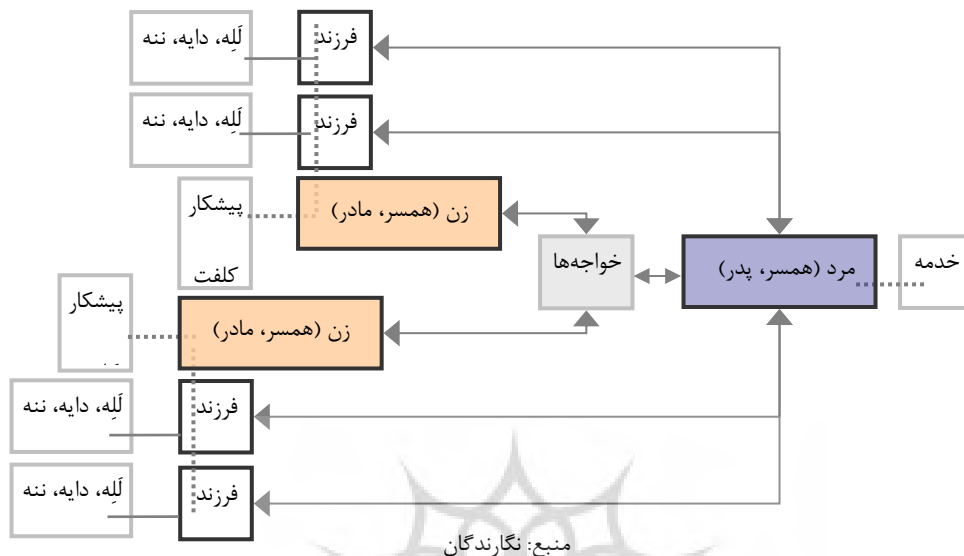 فرزند
لَلِه، دایه، ننه
فرزند
لَلِه، دایه، ننه
زن (همسر، مادر)
پیشکار
کلفت
خدمه
مرد (همسر، پدر)
خواجه‌ها
زن (همسر، مادر)
پیشکار
فرزند
لَلِه، دایه، ننه
فرزند
لَلِه، دایه، ننه
منبع: نگارندگان